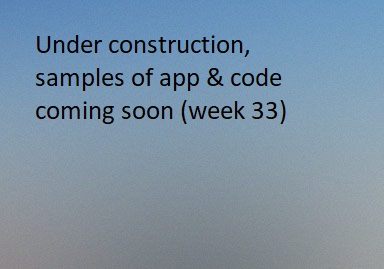 Under construction,
samples of app & code
coming soon (week 33)